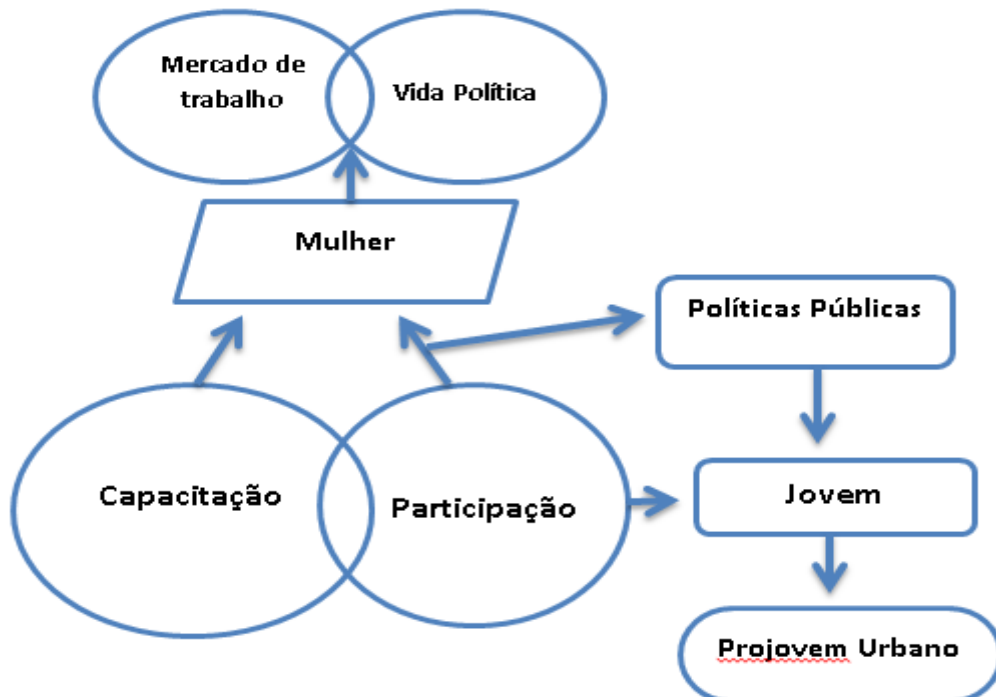 Mercado de
trabalho
Vida Política
Mulher
Políticas Públicas
Capacitação
Participação
Jovem
Projovem Urbano